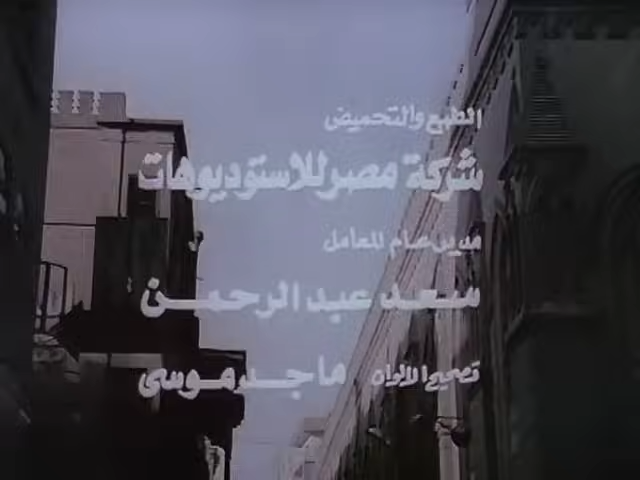 الطبع والتحميض
شركة مصر للاستوديوهات
مدير عام المعامل
سعد عبد الرحمن
تصحيح الالوان ماجد موسى